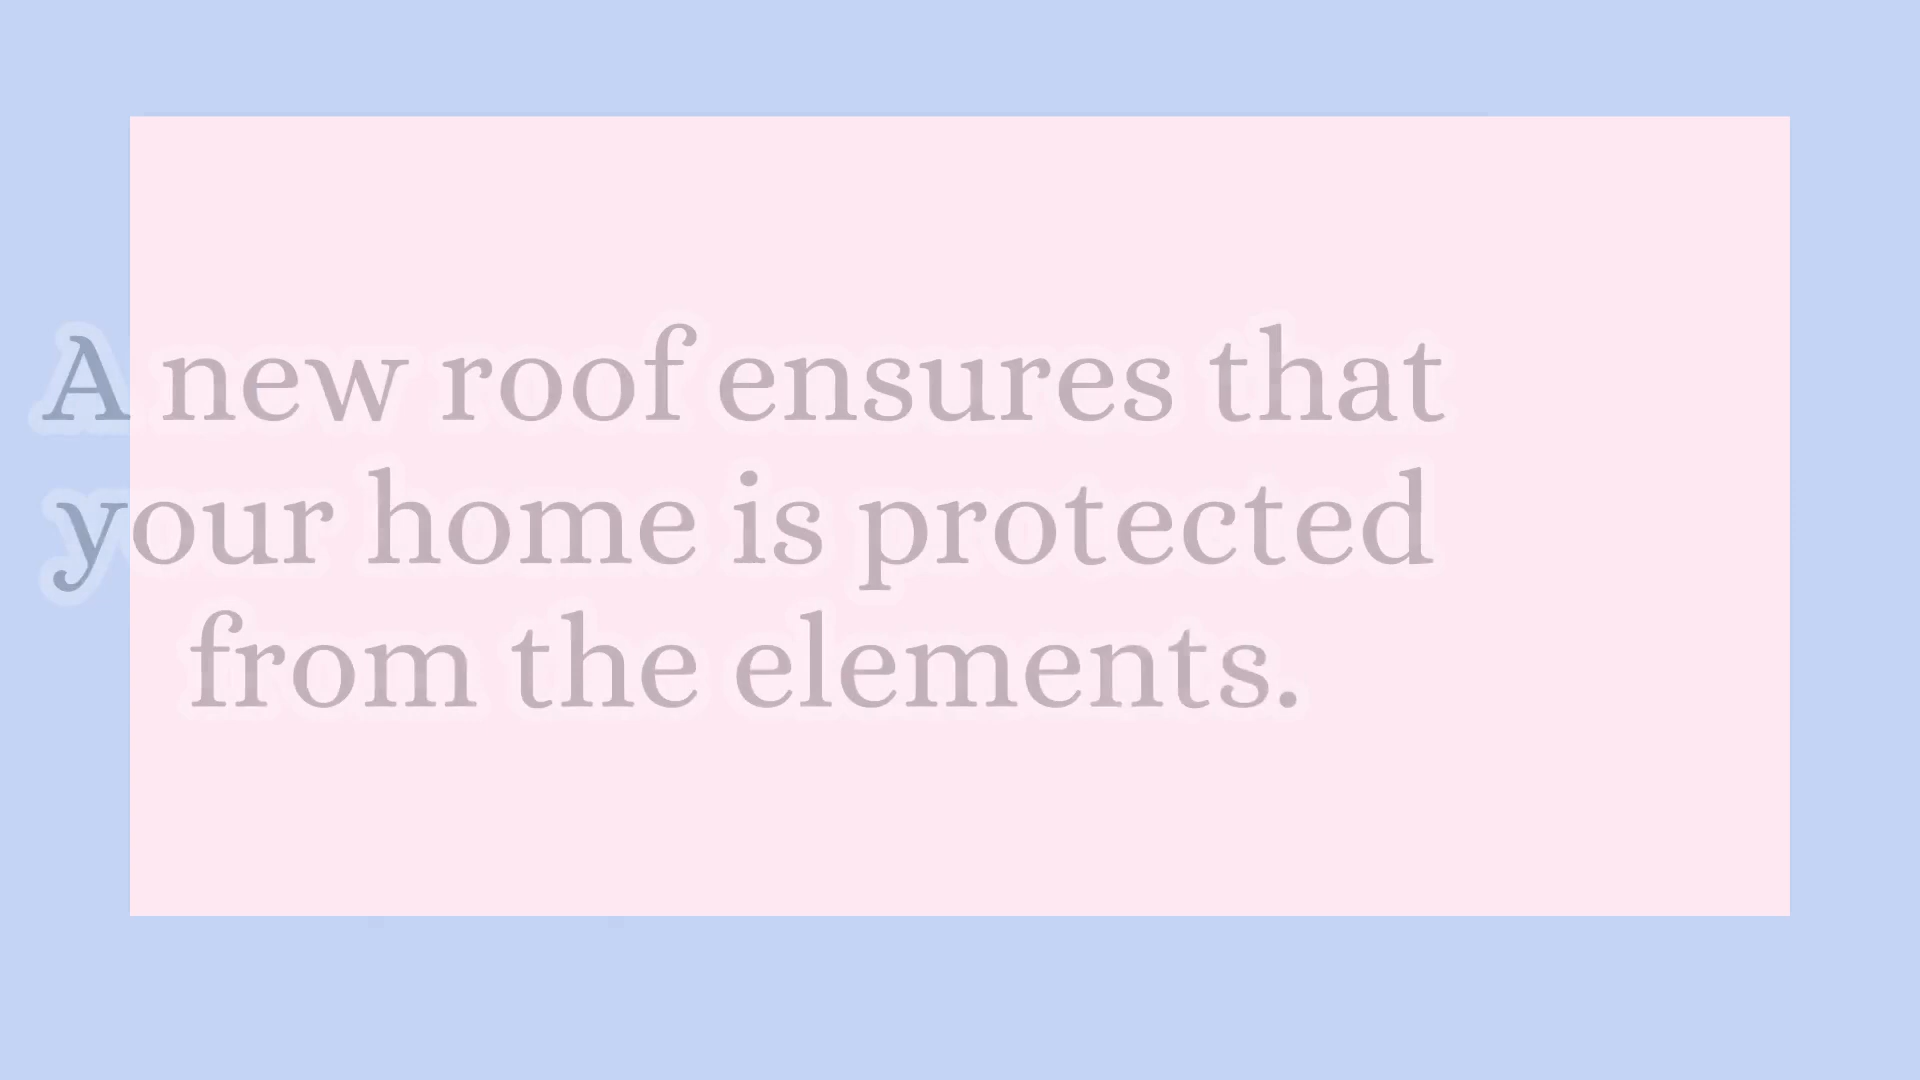 A new roof ensures that
your home is protected
from the elements.